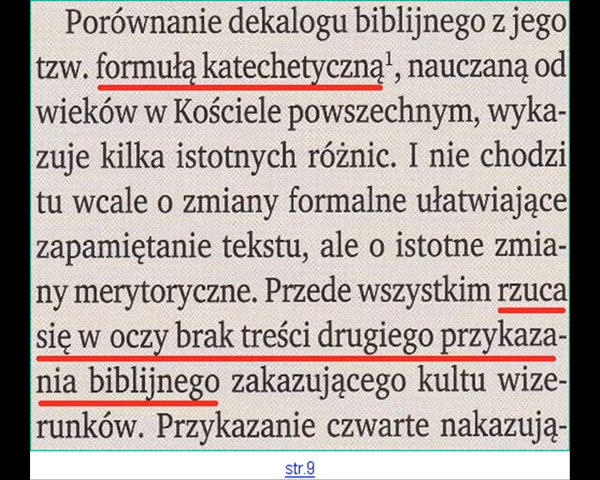 Porównanie dekalogu biblijnego z jego
tzw. formułą katechetyczną¹, nauczaną od
wieków w Kościele powszechnym, wyka-
zuje kilka istotnych różnic. I nie chodzi
tu wcale o zmiany formalne ułatwiające
zapamiętanie tekstu, ale o istotne zmia-
ny merytoryczne. Przede wszystkim rzuca
się w oczy brak treści drugiego przykaza-
nia biblijnego zakazującego kultu wize-
runków. Przykazanie czwarte nakazują-
str.9